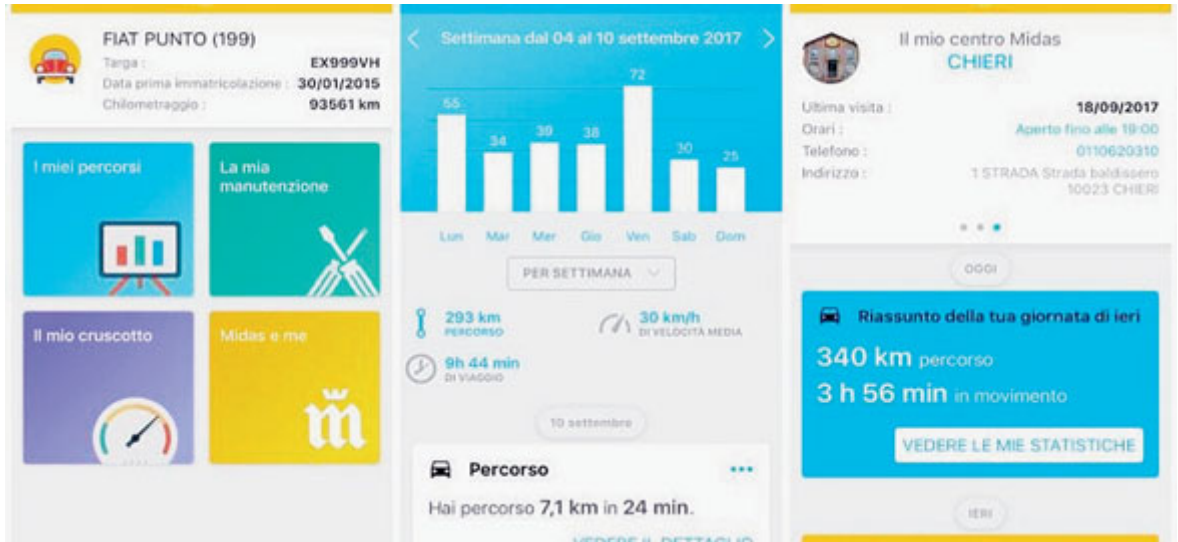 FIAT PUNTO (199)
Targa : EX999VH
Data prima immatricolazione : 30/01/2015
Chilometraggio : 93561 km
I miei percorsi
La mia
manutenzione
Il mio cruscotto
Midas e me
Settimana dal 04 al 10 settembre 2017
72
55
34
39
38
30
25
Lun Mar Mer Gio Ven Sab Dom
PER SETTIMANA
293 km
PERCORSO
30 km/h
DI VELOCITÀ MEDIA
9h 44 min
DI VIAGGIO
10 settembre
Percorso
Hai percorso 7,1 km in 24 min.
VEDERE IL DETTAGLIO
Il mio centro Midas
CHIERI
Ultima visita : 18/09/2017
Orari : Aperto fino alle 19:00
Telefono : 0110620310
Indirizzo : 1 STRADA Strada baldissero
10023 CHIERI
OGGI
Riassunto della tua giornata di ieri
340 km percorso
3 h 56 min in movimento
VEDERE LE MIE STATISTICHE
IERI